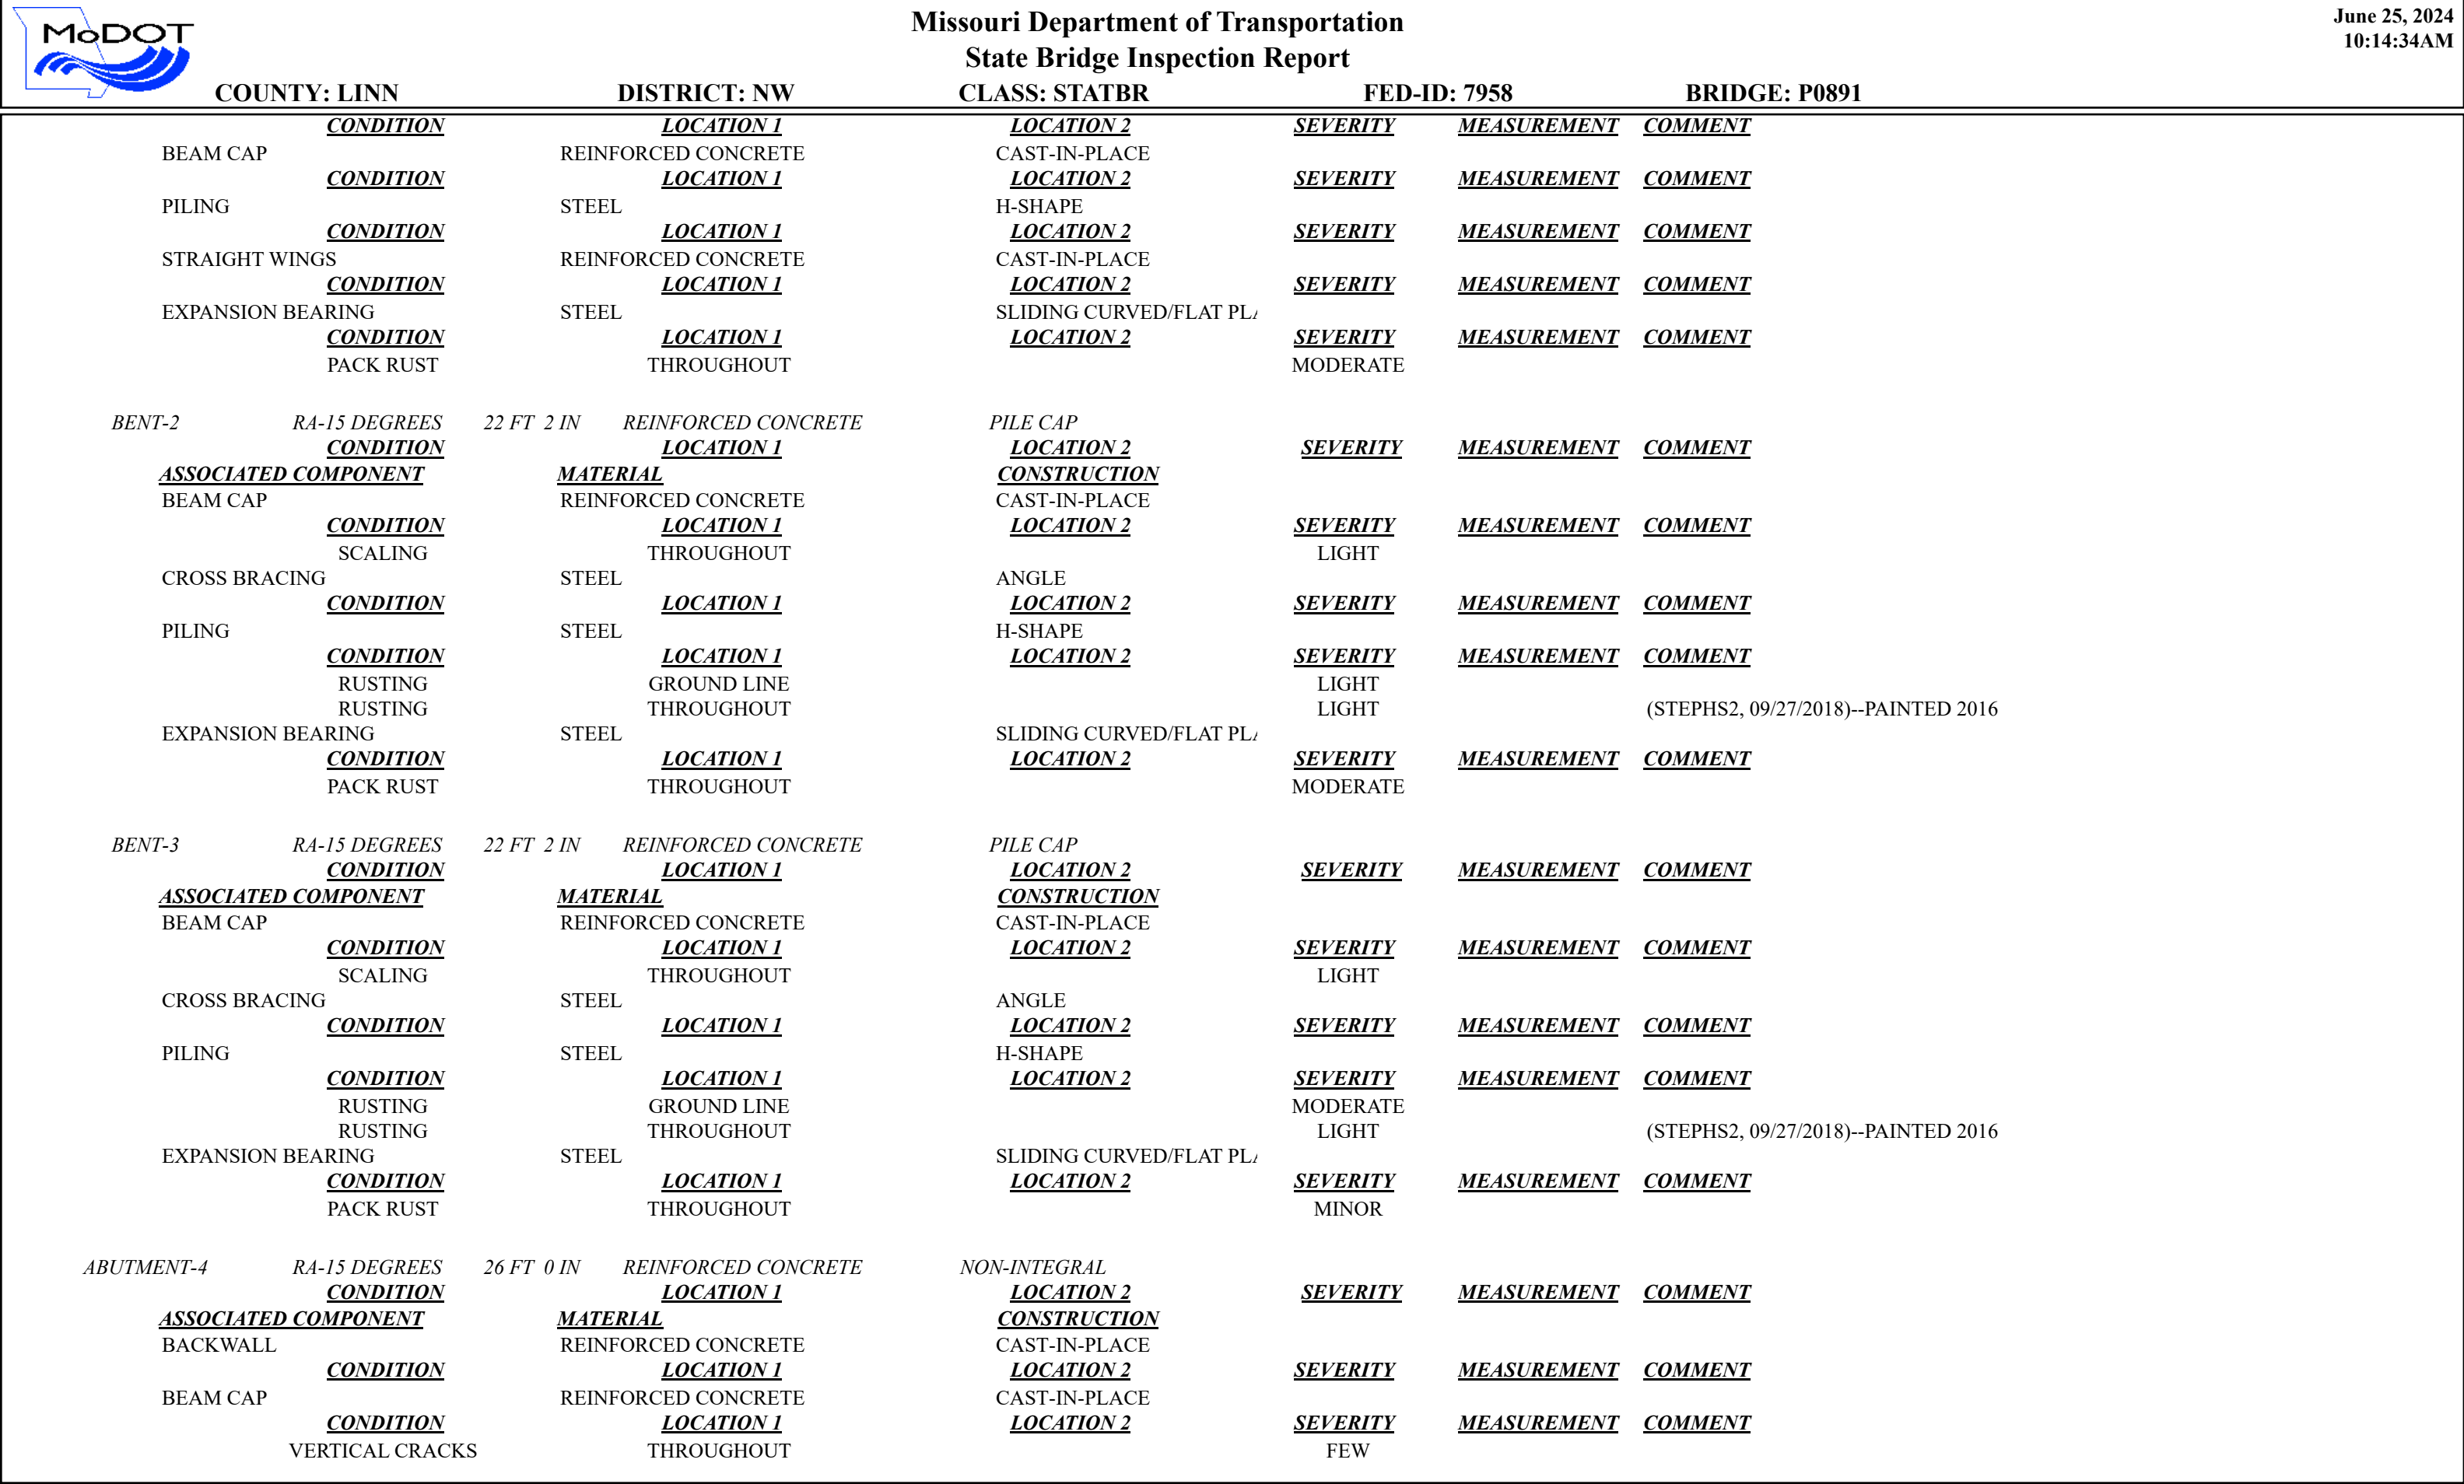 MoDOT
Missouri Department of Transportation
State Bridge Inspection Report
June 25, 2024
10:14:34AM
COUNTY: LINN DISTRICT: NW CLASS: STATBR FED-ID: 7958 BRIDGE: P0891
CONDITION LOCATION 1 LOCATION 2 SEVERITY MEASUREMENT COMMENT
BEAM CAP REINFORCED CONCRETE CAST-IN-PLACE
CONDITION LOCATION 1 LOCATION 2 SEVERITY MEASUREMENT COMMENT
PILING STEEL H-SHAPE
CONDITION LOCATION 1 LOCATION 2 SEVERITY MEASUREMENT COMMENT
STRAIGHT WINGS REINFORCED CONCRETE CAST-IN-PLACE
CONDITION LOCATION 1 LOCATION 2 SEVERITY MEASUREMENT COMMENT
EXPANSION BEARING STEEL SLIDING CURVED/FLAT PL
CONDITION LOCATION 1 LOCATION 2 SEVERITY MEASUREMENT COMMENT
PACK RUST THROUGHOUT MODERATE
BENT-2 RA-15 DEGREES 22 FT 2 IN REINFORCED CONCRETE PILE CAP
CONDITION LOCATION 1 LOCATION 2 SEVERITY MEASUREMENT COMMENT
ASSOCIATED COMPONENT MATERIAL CONSTRUCTION
BEAM CAP REINFORCED CONCRETE CAST-IN-PLACE
CONDITION LOCATION 1 LOCATION 2 SEVERITY MEASUREMENT COMMENT
SCALING THROUGHOUT LIGHT
CROSS BRACING STEEL ANGLE
CONDITION LOCATION 1 LOCATION 2 SEVERITY MEASUREMENT COMMENT
PILING STEEL H-SHAPE
CONDITION LOCATION 1 LOCATION 2 SEVERITY MEASUREMENT COMMENT
RUSTING GROUND LINE LIGHT
RUSTING THROUGHOUT LIGHT (STEPHS2, 09/27/2018)--PAINTED 2016
EXPANSION BEARING STEEL SLIDING CURVED/FLAT PL
CONDITION LOCATION 1 LOCATION 2 SEVERITY MEASUREMENT COMMENT
PACK RUST THROUGHOUT MODERATE
BENT-3 RA-15 DEGREES 22 FT 2 IN REINFORCED CONCRETE PILE CAP
CONDITION LOCATION 1 LOCATION 2 SEVERITY MEASUREMENT COMMENT
ASSOCIATED COMPONENT MATERIAL CONSTRUCTION
BEAM CAP REINFORCED CONCRETE CAST-IN-PLACE
CONDITION LOCATION 1 LOCATION 2 SEVERITY MEASUREMENT COMMENT
SCALING THROUGHOUT LIGHT
CROSS BRACING STEEL ANGLE
CONDITION LOCATION 1 LOCATION 2 SEVERITY MEASUREMENT COMMENT
PILING STEEL H-SHAPE
CONDITION LOCATION 1 LOCATION 2 SEVERITY MEASUREMENT COMMENT
RUSTING GROUND LINE MODERATE
RUSTING THROUGHOUT LIGHT (STEPHS2, 09/27/2018)--PAINTED 2016
EXPANSION BEARING STEEL SLIDING CURVED/FLAT PL
CONDITION LOCATION 1 LOCATION 2 SEVERITY MEASUREMENT COMMENT
PACK RUST THROUGHOUT MINOR
ABUTMENT-4 RA-15 DEGREES 26 FT 0 IN REINFORCED CONCRETE NON-INTEGRAL
CONDITION LOCATION 1 LOCATION 2 SEVERITY MEASUREMENT COMMENT
ASSOCIATED COMPONENT MATERIAL CONSTRUCTION
BACKWALL REINFORCED CONCRETE CAST-IN-PLACE
CONDITION LOCATION 1 LOCATION 2 SEVERITY MEASUREMENT COMMENT
BEAM CAP REINFORCED CONCRETE CAST-IN-PLACE
CONDITION LOCATION 1 LOCATION 2 SEVERITY MEASUREMENT COMMENT
VERTICAL CRACKS THROUGHOUT FEW